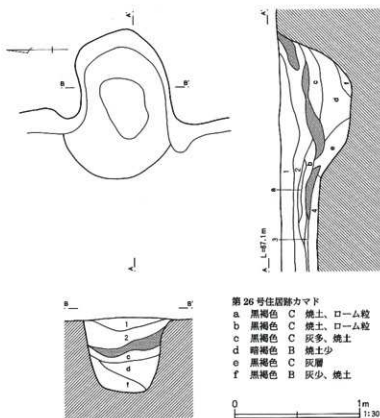 A'
B
B'
A
A'
c
f
d
e
1
2
b
a
3
4
A
L=87.1m
B
B'
1
2
c
d
f
第26号住居跡カマド
a 黒褐色 C 焼土、ローム粒
b 黒褐色 C 焼土、ローム粒
c 黒褐色 C 灰多、焼土
d 暗褐色 B 焼土少
e 黒褐色 C 灰層
f 黒褐色 B 灰少、焼土
0 1m
1:30